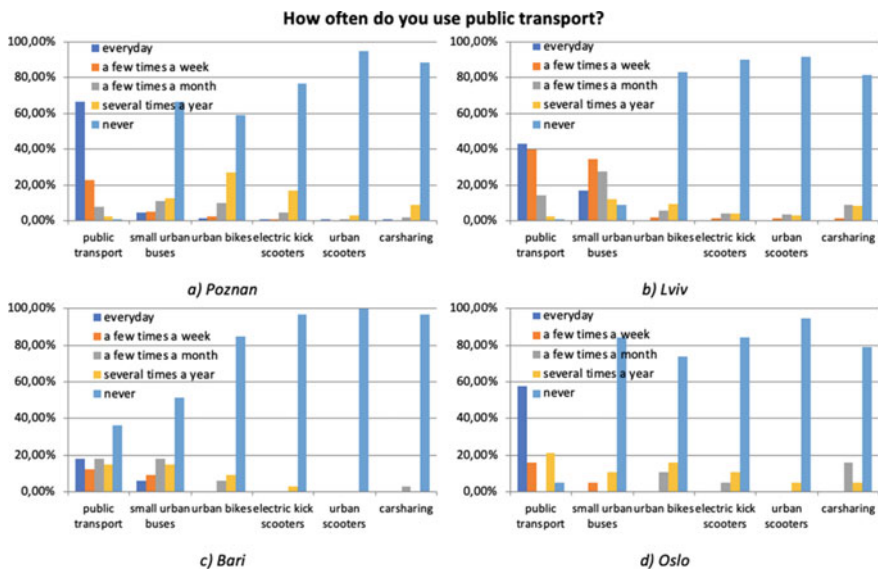 How often do you use public transport?
100,00%
80,00%
60,00%
40,00%
20,00%
0,00%
everyday
a few times a week
a few times a month
several times a year
never
public transport
small urban buses
urban bikes
electric kick scooters
urban scooters
carsharing
a) Poznan
100,00%
80,00%
60,00%
40,00%
20,00%
0,00%
everyday
a few times a week
a few times a month
several times a year
never
public transport
small urban buses
urban bikes
electric kick scooters
urban scooters
carsharing
b) Lviv
100,00%
80,00%
60,00%
40,00%
20,00%
0,00%
everyday
a few times a week
a few times a month
several times a year
never
public transport
small urban buses
urban bikes
electric kick scooters
urban scooters
carsharing
c) Bari
100,00%
80,00%
60,00%
40,00%
20,00%
0,00%
everyday
a few times a week
a few times a month
several times a year
never
public transport
small urban buses
urban bikes
electric kick scooters
urban scooters
carsharing
d) Oslo